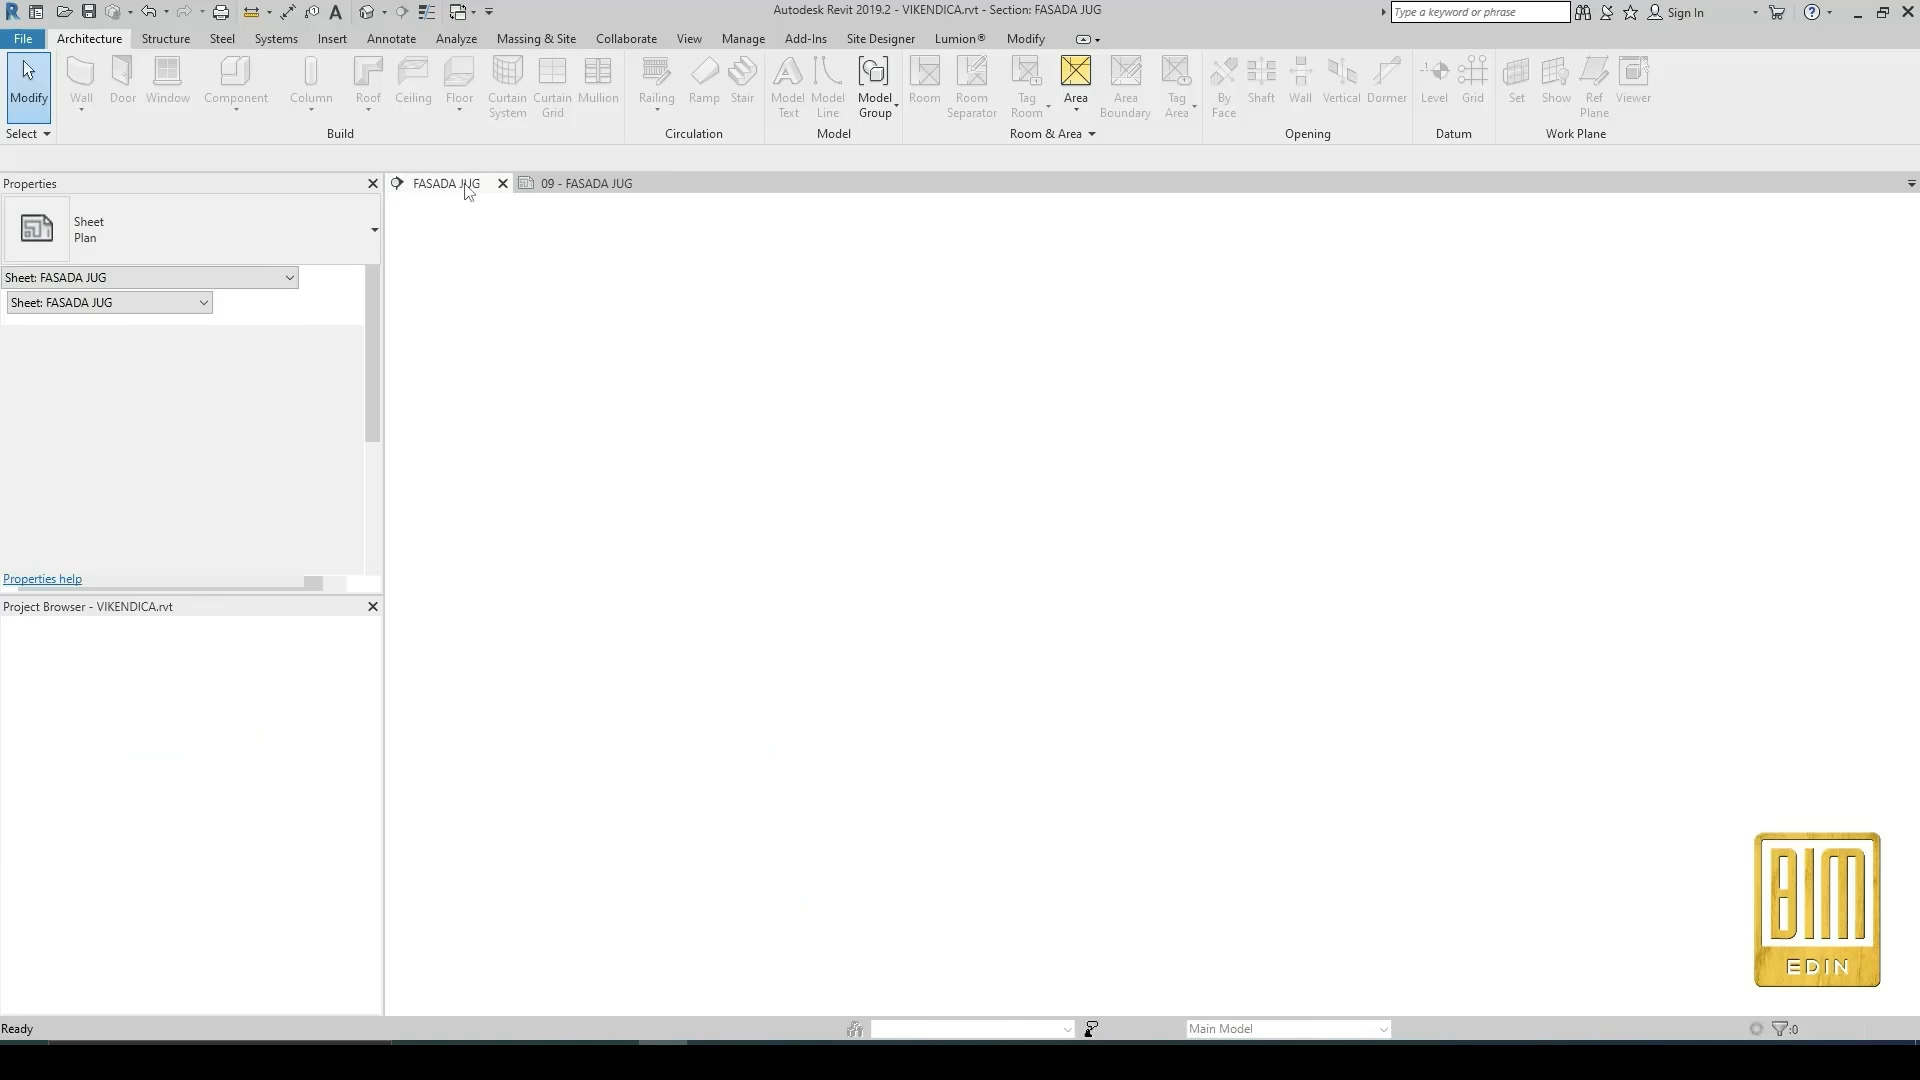 Autodesk Revit 2019.2 - VIKENDICA.rvt - Section: FASADA JUG
Type a keyword or phrase
Sign In
File Architecture Structure Steel Systems Insert Annotate Analyze Massing & Site Collaborate View Manage Add-Ins Site Designer Lumion® Modify
Modify Wall Door Window Component Column Roof Ceiling Floor Curtain System Curtain Grid Mullion Railing Ramp Stair Model Text Model Line Model Group Room Room Separator Tag Room Area Area Boundary Tag Area By Face Shaft Wall Vertical Dormer Level Grid Set Show Ref Plane Viewer
Select Build Circulation Model Room & Area Opening Datum Work Plane
Properties
FASADA JUG
09 - FASADA JUG
Sheet
Plan
Sheet: FASADA JUG
Sheet: FASADA JUG
Properties help
Project Browser - VIKENDICA.rvt
BIM
EDIN
Ready
Main Model
:0